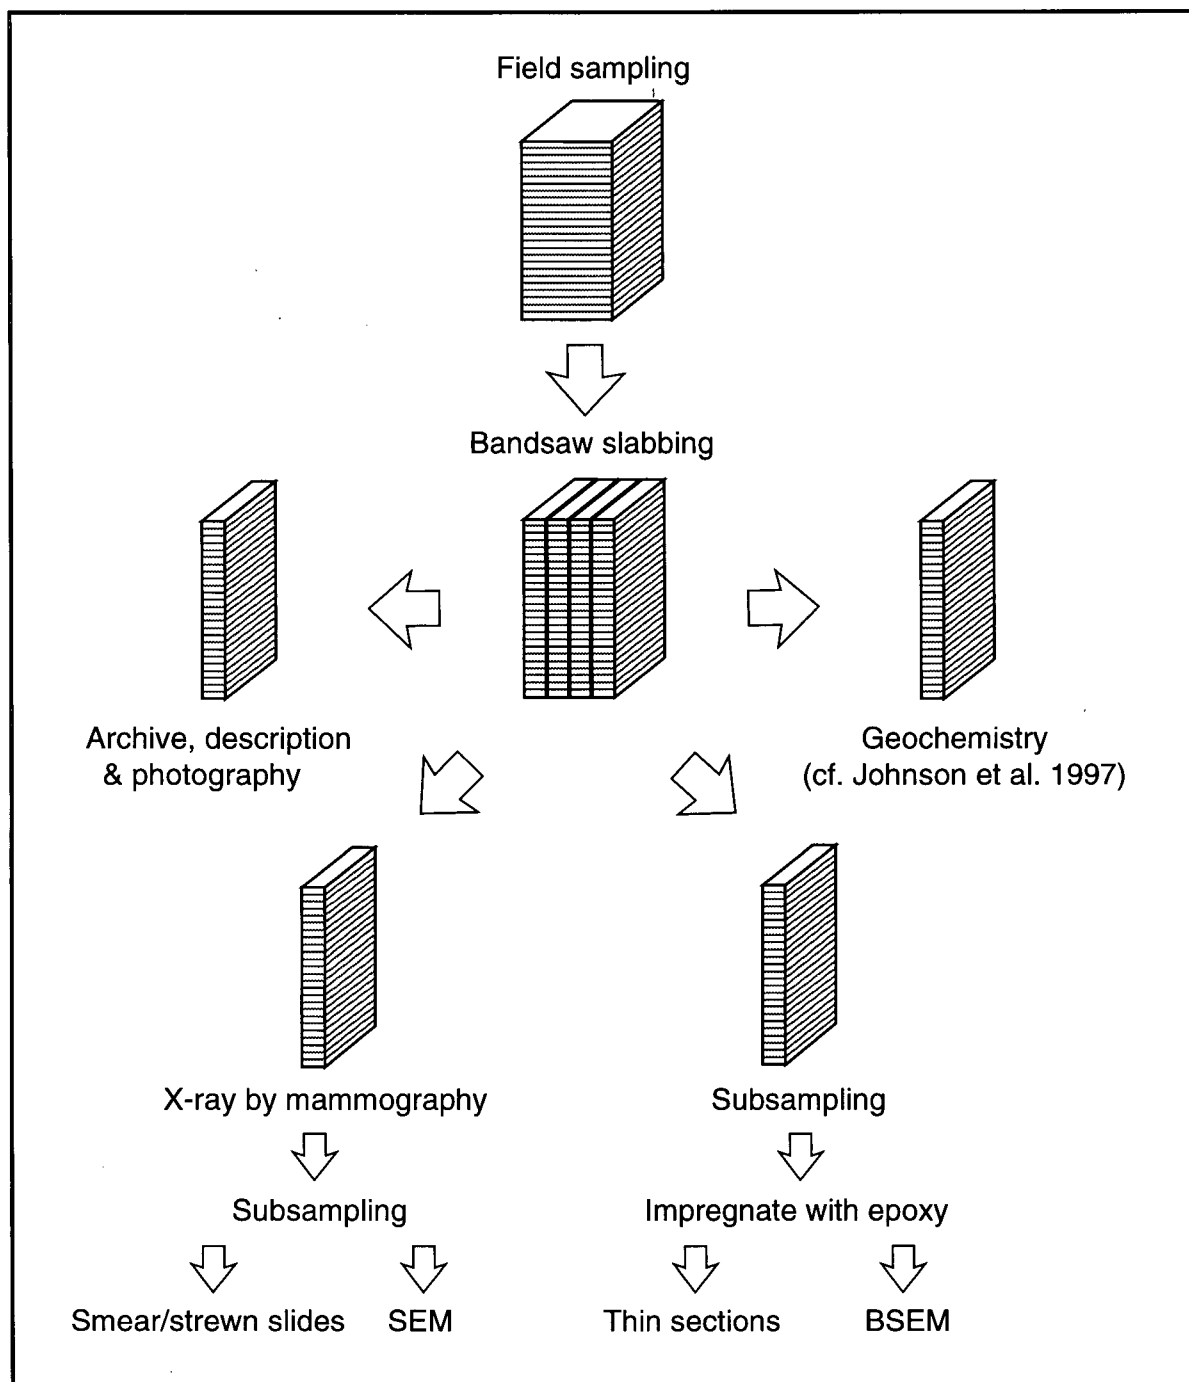 Field sampling
Bandsaw slabbing
Archive, description
& photography
Geochemistry
(cf. Johnson et al. 1997)
X-ray by mammography
Subsampling
Subsampling
Impregnate with epoxy
Smear/strewn slides
SEM
Thin sections
BSEM